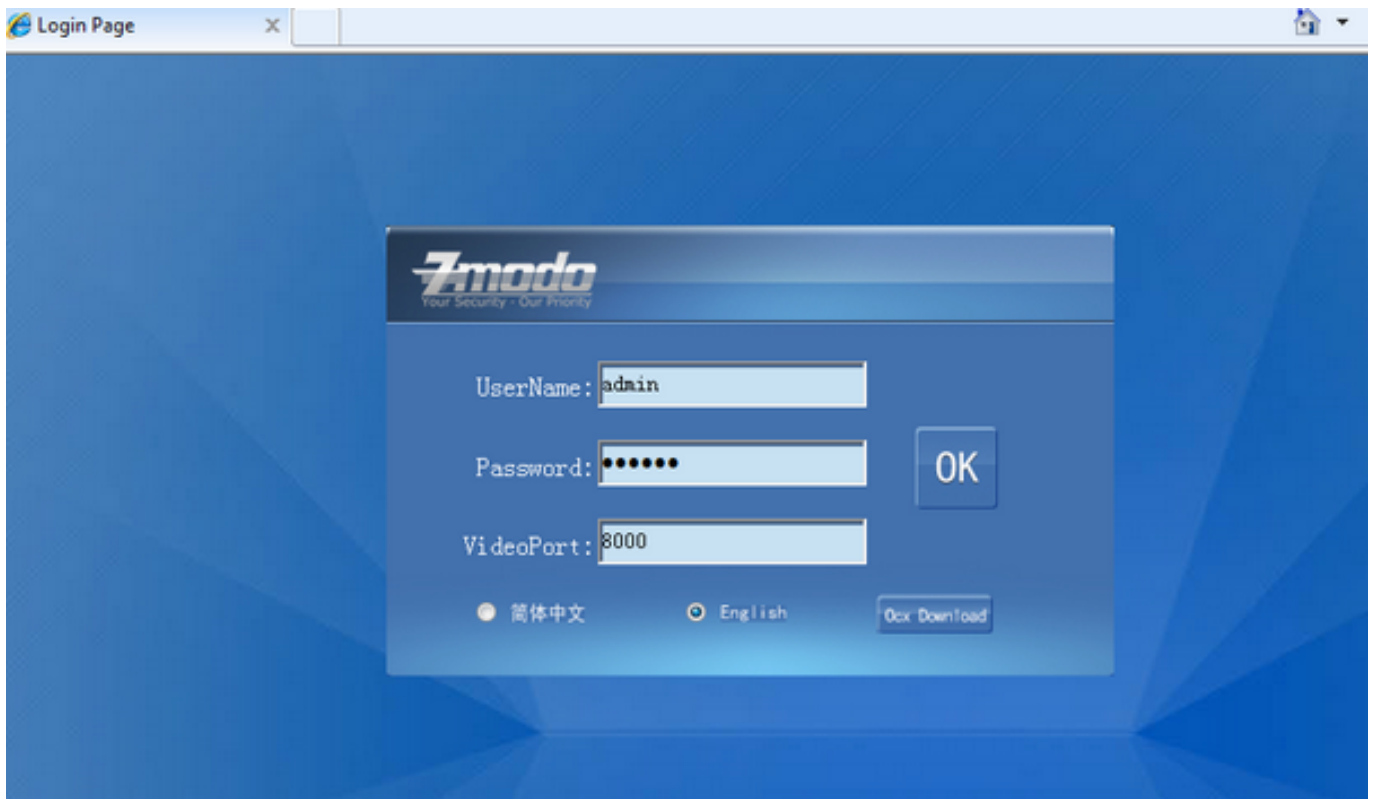 Login Page
Zmodo
Your Security - Our Priority
UserName: admin
Password: ••••••
VideoPort: 8000
简体中文 English Ocx Download
OK